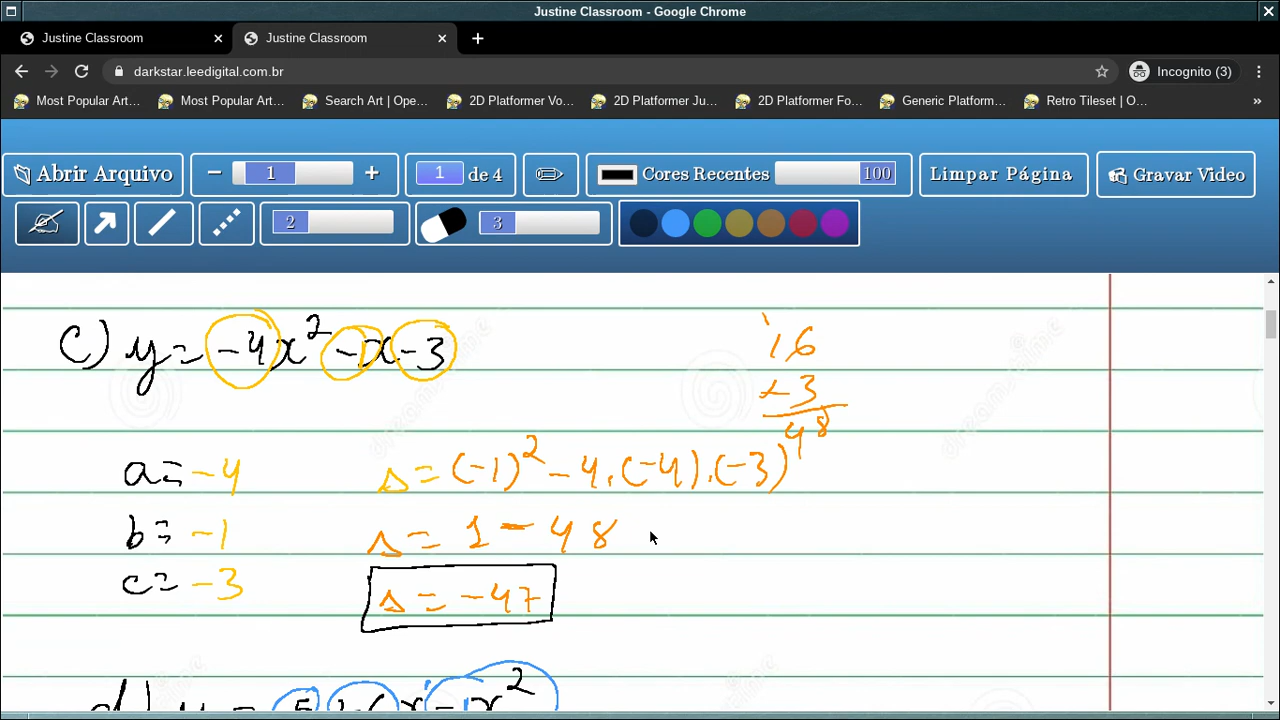 Justine Classroom - Google Chrome
Justine Classroom
Justine Classroom
darkstar.leedigital.com.br
Incognito (3)
Most Popular Art…
Most Popular Art…
Search Art | Ope…
2D Platformer Vo…
2D Platformer Ju…
2D Platformer Fo…
Generic Platform…
Retro Tileset | O…
Abrir Arquivo
− 1 +
1 de 4
Cores Recentes 100
Limpar Página
Gravar Video
2
3
c) y = -4x² -1x -3
16
×3
48
a = -4
Δ = (-1)² - 4.(-4).(-3)
b = -1
Δ = 1 - 48
c = -3
Δ = -47